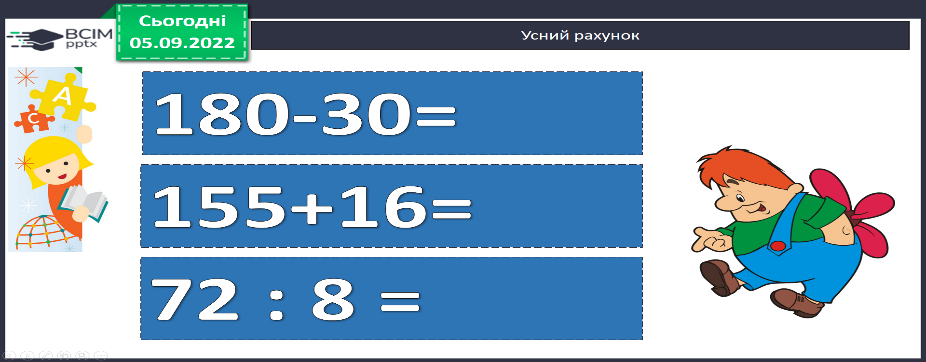 Сьогодні
05.09.2022
ВСІМ
pptx
Усний рахунок
A
C
180-30=
155+16=
72 : 8 =